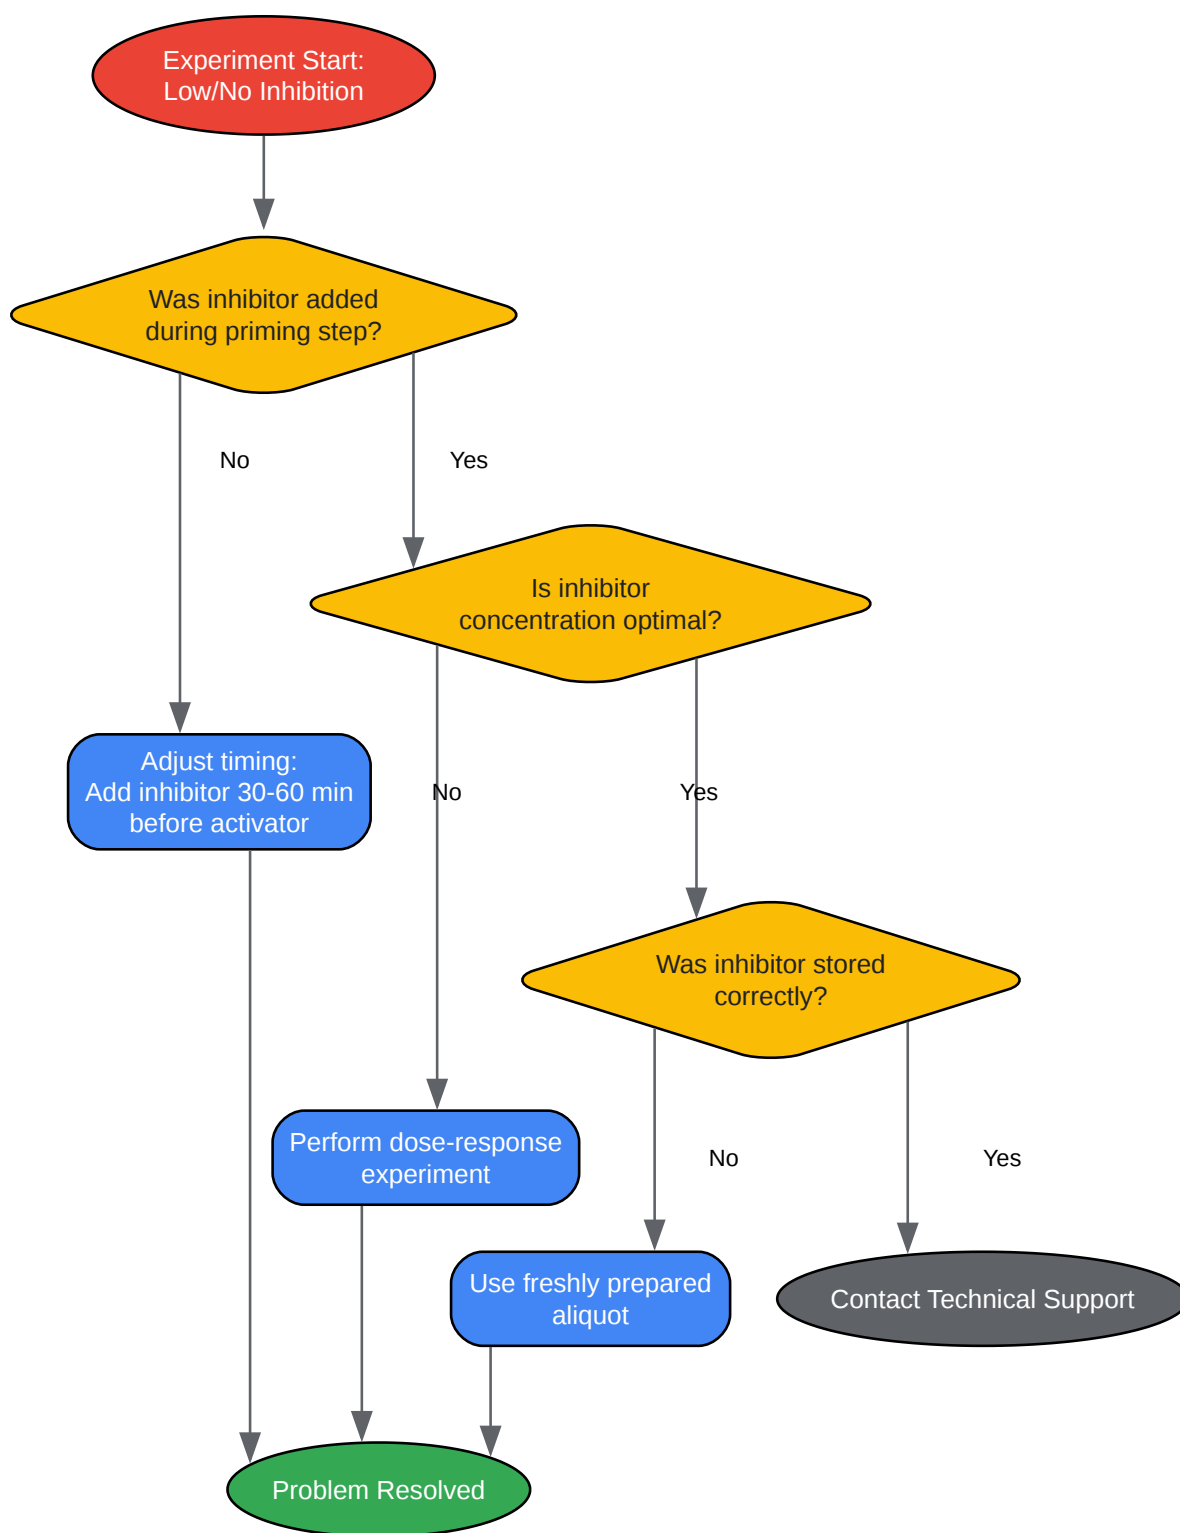 Experiment Start:
Low/No Inhibition
Was inhibitor added
during priming step?
No
Yes
Is inhibitor
concentration optimal?
Adjust timing:
Add inhibitor 30-60 min
before activator
No
Yes
Was inhibitor stored
correctly?
Perform dose-response
experiment
No
Yes
Use freshly prepared
aliquot
Contact Technical Support
Problem Resolved